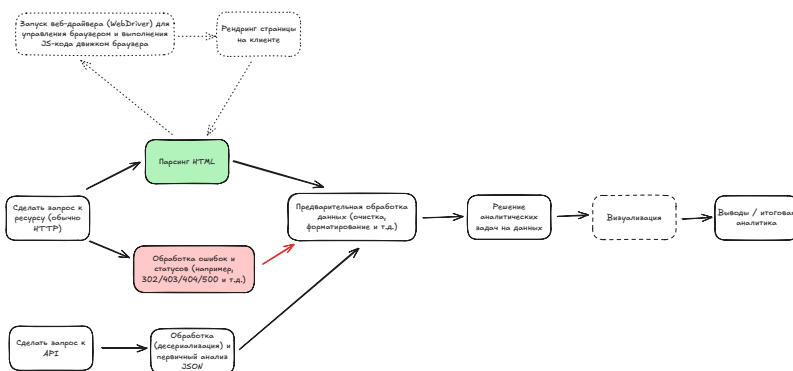 Запуск веб-драйвера (WebDriver) для
управления браузером и выполнения
JS-кода движком браузера
Рендринг страницы
на клиенте
Парсинг HTML
Сделать запрос к
ресурсу (обычно
HTTP)
Обработка ошибок и
статусов (например,
302/403/404/500 и т.д.)
Предварительная обработка
данных (очистка,
форматирование и т.д.)
Решение
аналитических
задач на данных
Визуализация
Выводы / итоговая
аналитика
Сделать запрос к
API
Обработка
(десериализация) и
первичный анализ
JSON